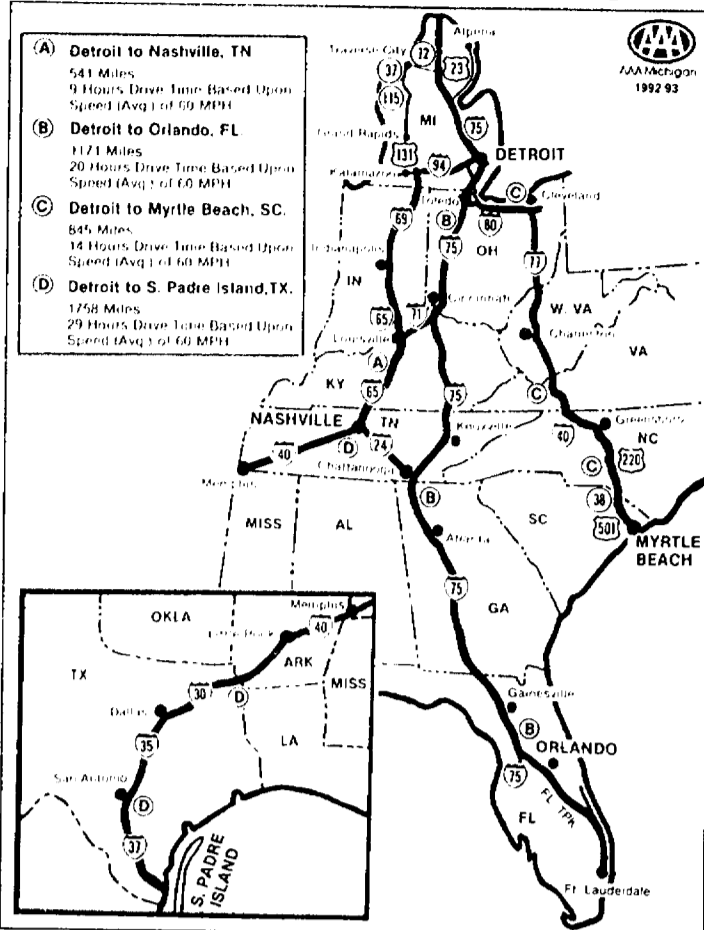 Ⓐ Detroit to Nashville, TN
541 Miles
9 Hours Drive Time Based Upon
Speed (Avg.) of 60 MPH
Ⓑ Detroit to Orlando, FL.
1171 Miles
20 Hours Drive Time Based Upon
Speed (Avg.) of 60 MPH
Ⓒ Detroit to Myrtle Beach, SC.
845 Miles
14 Hours Drive Time Based Upon
Speed (Avg.) of 60 MPH
Ⓓ Detroit to S. Padre Island, TX.
1758 Miles
29 Hours Drive Time Based Upon
Speed (Avg.) of 60 MPH
AAA
AAA Michigan
1992 93
Alpena
Traverse City
72
37
23
115
MI
75
Grand Rapids
131
94
DETROIT
Kalamazoo
C
Cleveland
Toledo
B
80
69
75
OH
77
Indianapolis
IN
Cincinnati
W. VA
65
71
Charleston
Louisville
VA
A
KY
65
75
C
NASHVILLE
TN
Knoxville
Greensboro
40
NC
D
24
40
C
220
Chattanooga
Memphis
B
38
MISS
AL
SC
501
Atlanta
MYRTLE
BEACH
75
GA
Gainesville
B
ORLANDO
75
FL TPK
FL
Ft. Lauderdale
OKLA
Memphis
Little Rock
40
TX
ARK
30
D
MISS
Dallas
LA
35
San Antonio
D
37
S. PADRE
ISLAND